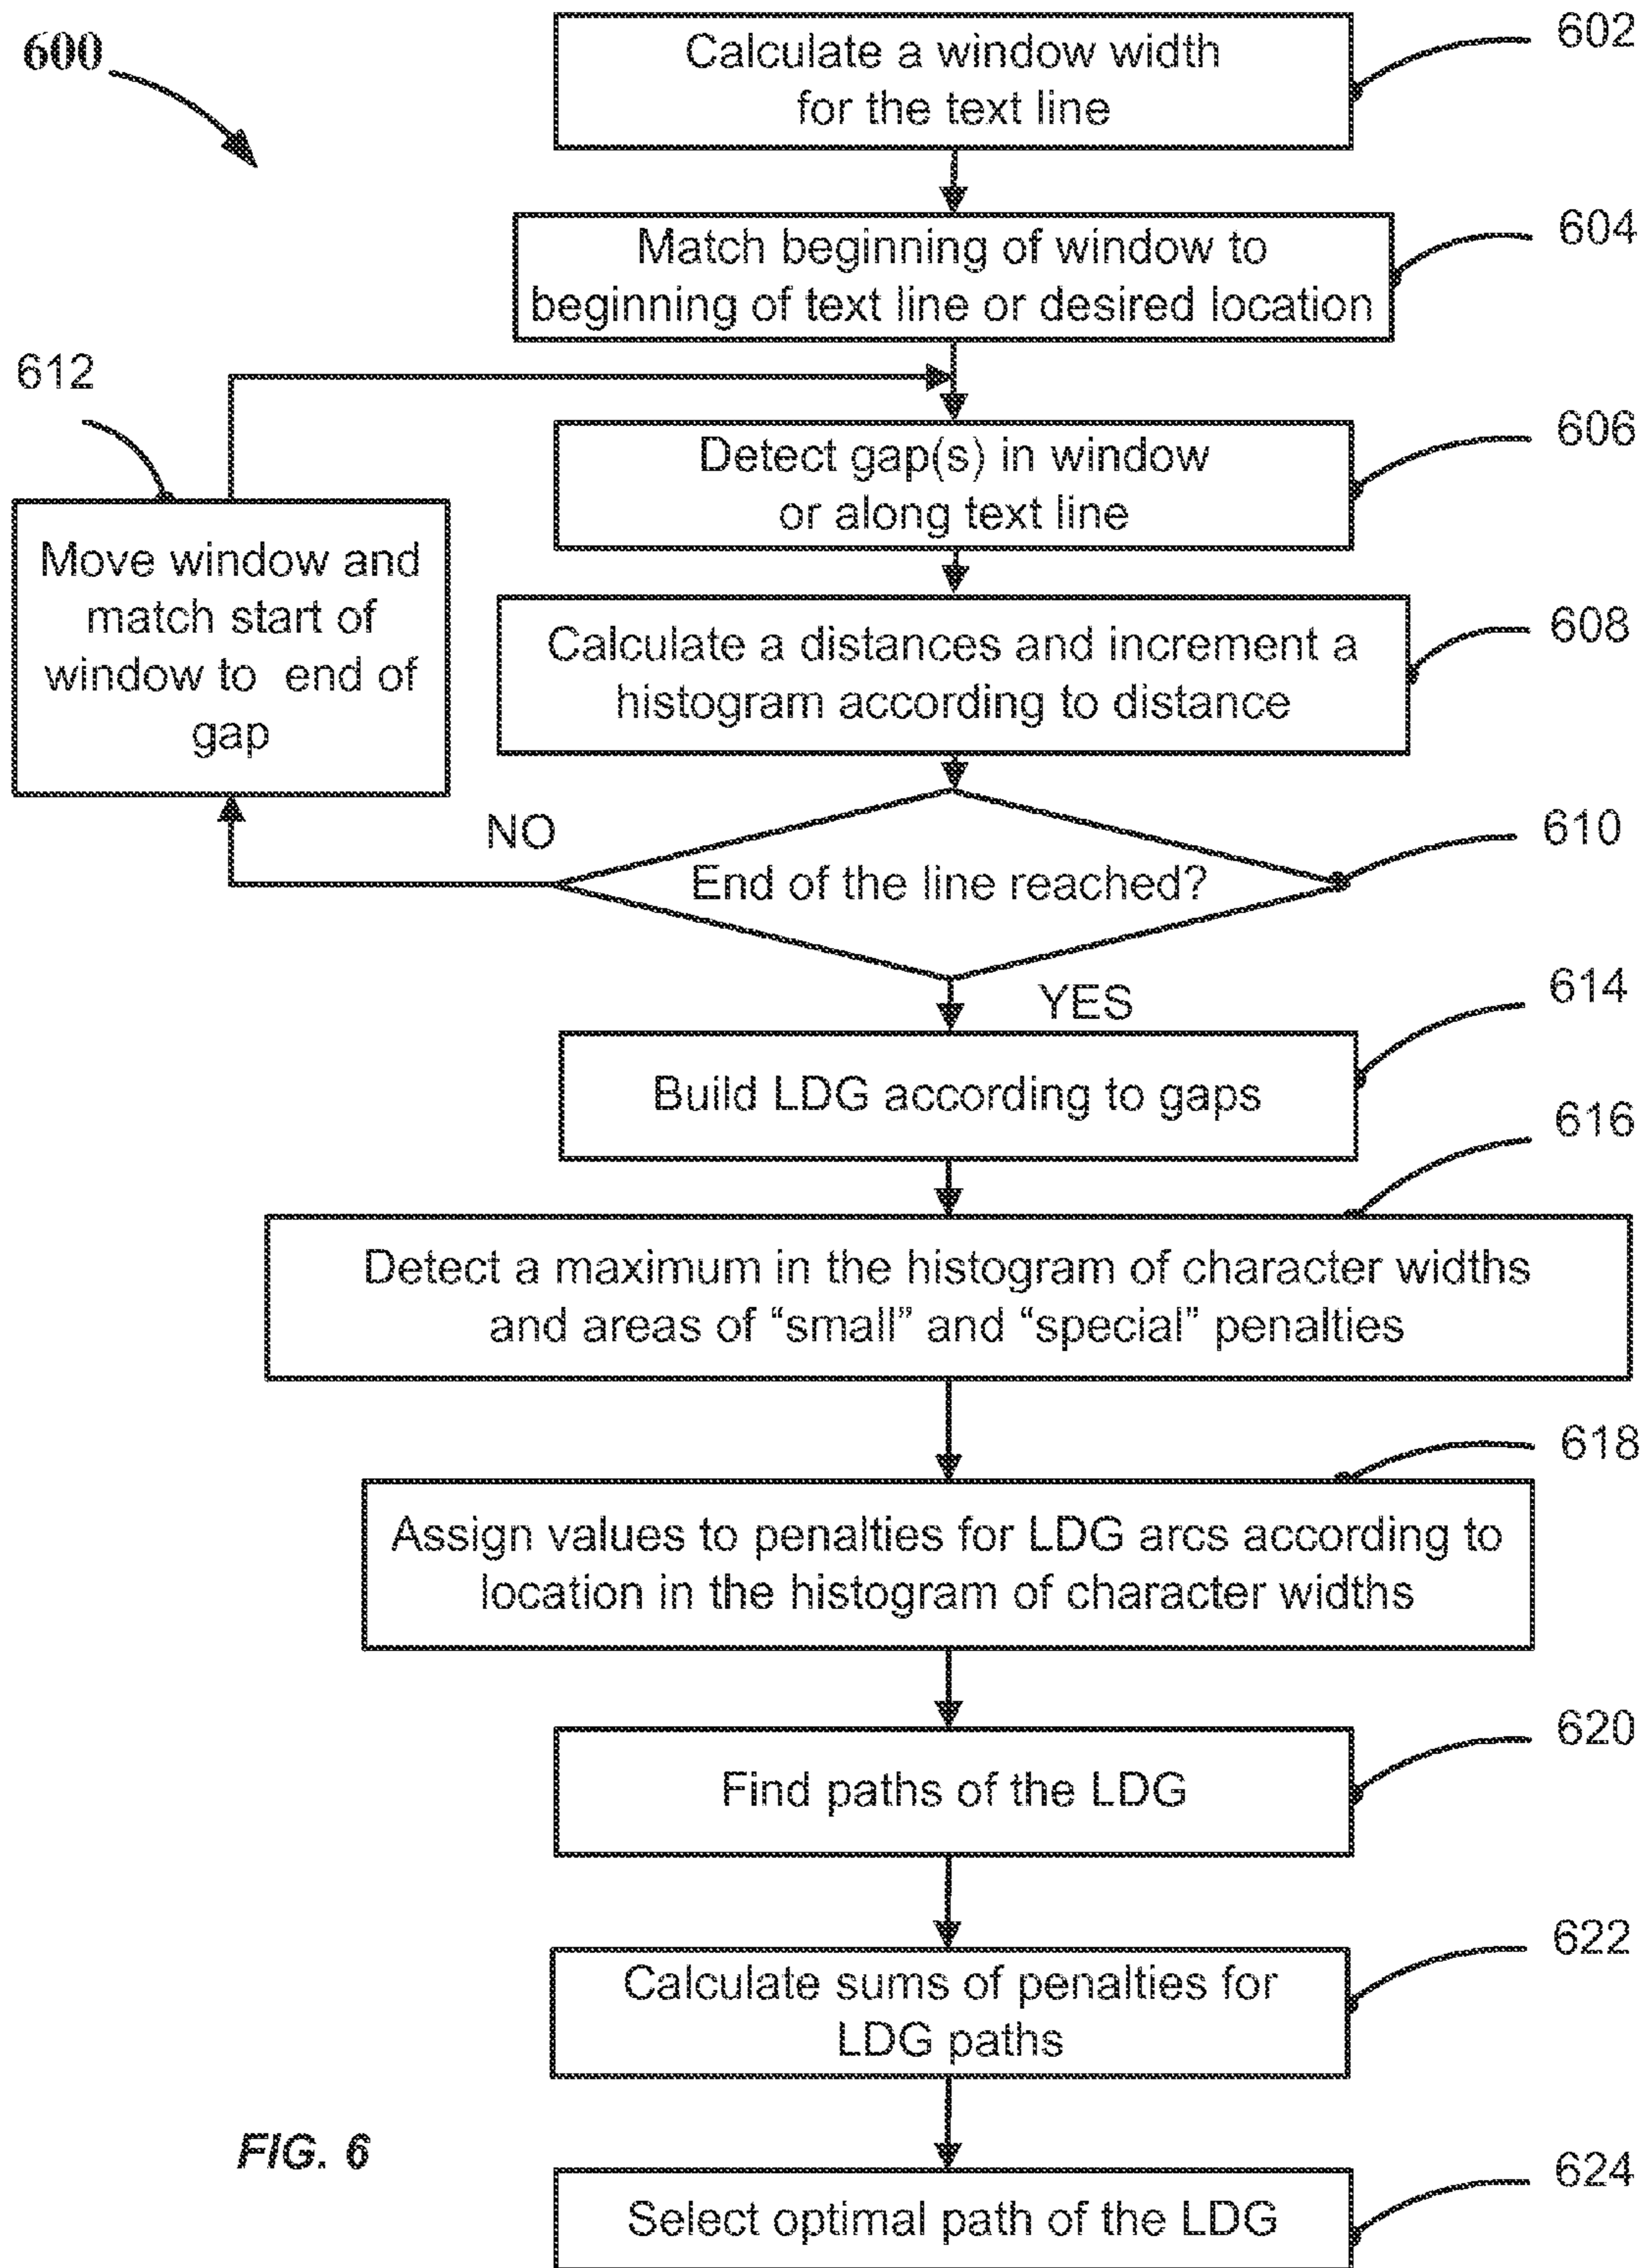 600
602
Calculate a window width
for the text line
604
Match beginning of window to
beginning of text line or desired location
612
606
Detect gap(s) in window
or along text line
Move window and
match start of
window to end of
gap
608
Calculate a distances and increment a
histogram according to distance
NO
610
End of the line reached?
YES
614
Build LDG according to gaps
616
Detect a maximum in the histogram of character widths
and areas of “small” and “special” penalties
618
Assign values to penalties for LDG arcs according to
location in the histogram of character widths
620
Find paths of the LDG
622
Calculate sums of penalties for
LDG paths
FIG. 6
624
Select optimal path of the LDG